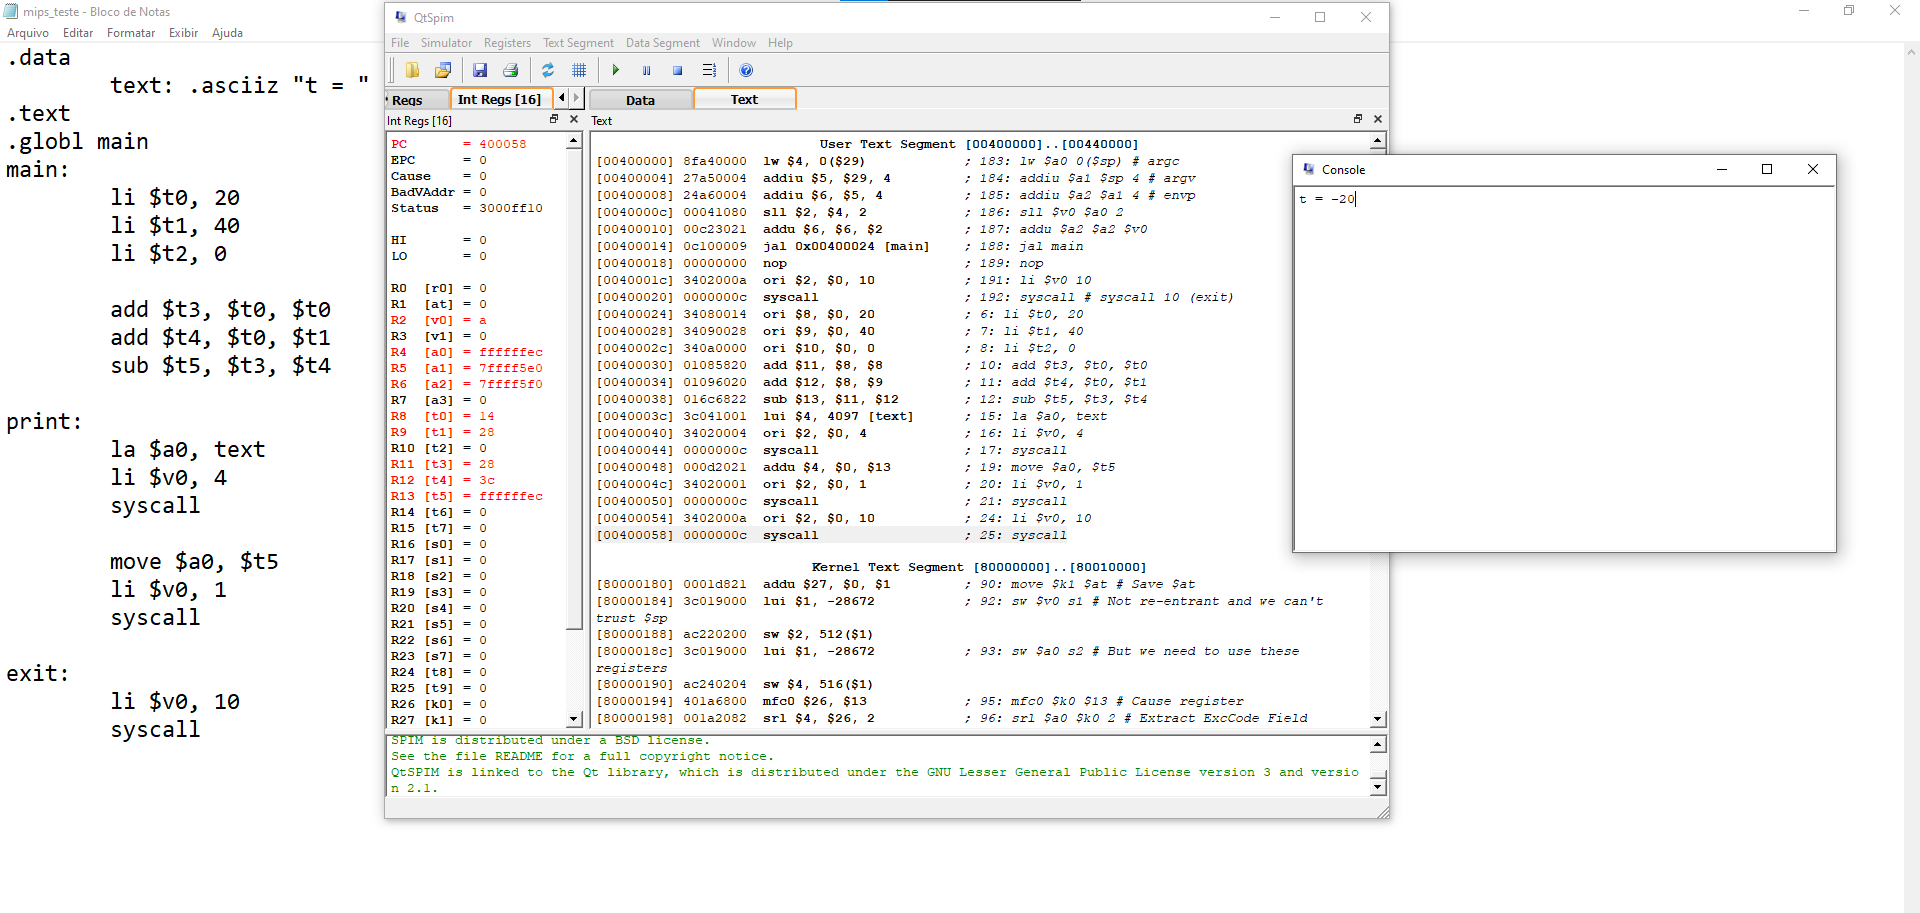 mips_teste - Bloco de Notas
Arquivo Editar Formatar Exibir Ajuda
.data
text: .asciiz "t = "
.text
.globl main
main:
li $t0, 20
li $t1, 40
li $t2, 0
add $t3, $t0, $t0
add $t4, $t0, $t1
sub $t5, $t3, $t4
print:
la $a0, text
li $v0, 4
syscall
move $a0, $t5
li $v0, 1
syscall
exit:
li $v0, 10
syscall
QtSpim
File Simulator Registers Text Segment Data Segment Window Help
Regs Int Regs [16]
Data Text
Int Regs [16]
PC = 400058
EPC = 0
Cause = 0
BadVAddr = 0
Status = 3000ff10
HI = 0
LO = 0
R0 [r0] = 0
R1 [at] = 0
R2 [v0] = a
R3 [v1] = 0
R4 [a0] = ffffffec
R5 [a1] = 7ffff5e0
R6 [a2] = 7ffff5f0
R7 [a3] = 0
R8 [t0] = 14
R9 [t1] = 28
R10 [t2] = 0
R11 [t3] = 28
R12 [t4] = 3c
R13 [t5] = ffffffec
R14 [t6] = 0
R15 [t7] = 0
R16 [s0] = 0
R17 [s1] = 0
R18 [s2] = 0
R19 [s3] = 0
R20 [s4] = 0
R21 [s5] = 0
R22 [s6] = 0
R23 [s7] = 0
R24 [t8] = 0
R25 [t9] = 0
R26 [k0] = 0
R27 [k1] = 0
Text
User Text Segment [00400000]..[00440000]
[00400000] 8fa40000 lw $4, 0($29) ; 183: lw $a0 0($sp) # argc
[00400004] 27a50004 addiu $5, $29, 4 ; 184: addiu $a1 $sp 4 # argv
[00400008] 24a60004 addiu $6, $5, 4 ; 185: addiu $a2 $a1 4 # envp
[0040000c] 00041080 sll $2, $4, 2 ; 186: sll $v0 $a0 2
[00400010] 00c23021 addu $6, $6, $2 ; 187: addu $a2 $a2 $v0
[00400014] 0c100009 jal 0x00400024 [main] ; 188: jal main
[00400018] 00000000 nop ; 189: nop
[0040001c] 3402000a ori $2, $0, 10 ; 191: li $v0 10
[00400020] 0000000c syscall ; 192: syscall # syscall 10 (exit)
[00400024] 34080014 ori $8, $0, 20 ; 6: li $t0, 20
[00400028] 34090028 ori $9, $0, 40 ; 7: li $t1, 40
[0040002c] 340a0000 ori $10, $0, 0 ; 8: li $t2, 0
[00400030] 01085820 add $11, $8, $8 ; 10: add $t3, $t0, $t0
[00400034] 01096020 add $12, $8, $9 ; 11: add $t4, $t0, $t1
[00400038] 016c6822 sub $13, $11, $12 ; 12: sub $t5, $t3, $t4
[0040003c] 3c041001 lui $4, 4097 [text] ; 15: la $a0, text
[00400040] 34020004 ori $2, $0, 4 ; 16: li $v0, 4
[00400044] 0000000c syscall ; 17: syscall
[00400048] 000d2021 addu $4, $0, $13 ; 19: move $a0, $t5
[0040004c] 34020001 ori $2, $0, 1 ; 20: li $v0, 1
[00400050] 0000000c syscall ; 21: syscall
[00400054] 3402000a ori $2, $0, 10 ; 24: li $v0, 10
[00400058] 0000000c syscall ; 25: syscall
Kernel Text Segment [80000000]..[80010000]
[80000180] 0001d821 addu $27, $0, $1 ; 90: move $k1 $at # Save $at
[80000184] 3c019000 lui $1, -28672 ; 92: sw $v0 s1 # Not re-entrant and we can't
trust $sp
[80000188] ac220200 sw $2, 512($1)
[8000018c] 3c019000 lui $1, -28672 ; 93: sw $a0 s2 # But we need to use these
registers
[80000190] ac240204 sw $4, 516($1)
[80000194] 401a6800 mfc0 $26, $13 ; 95: mfc0 $k0 $13 # Cause register
[80000198] 001a2082 srl $4, $26, 2 ; 96: srl $a0 $k0 2 # Extract ExcCode Field
SPIM is distributed under a BSD license.
See the file README for a full copyright notice.
QtSPIM is linked to the Qt library, which is distributed under the GNU Lesser General Public License version 3 and versio
n 2.1.
Console
t = -20